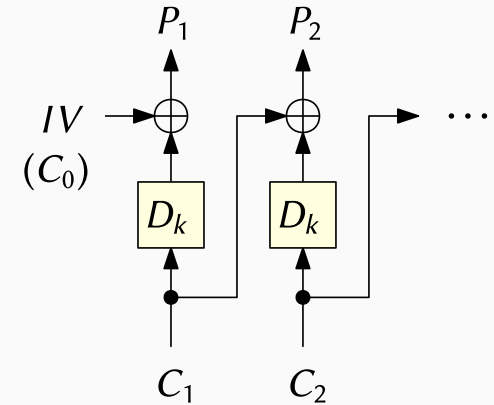 P₁ P₂
IV ⋯
(C₀)
Dₖ Dₖ
C₁ C₂